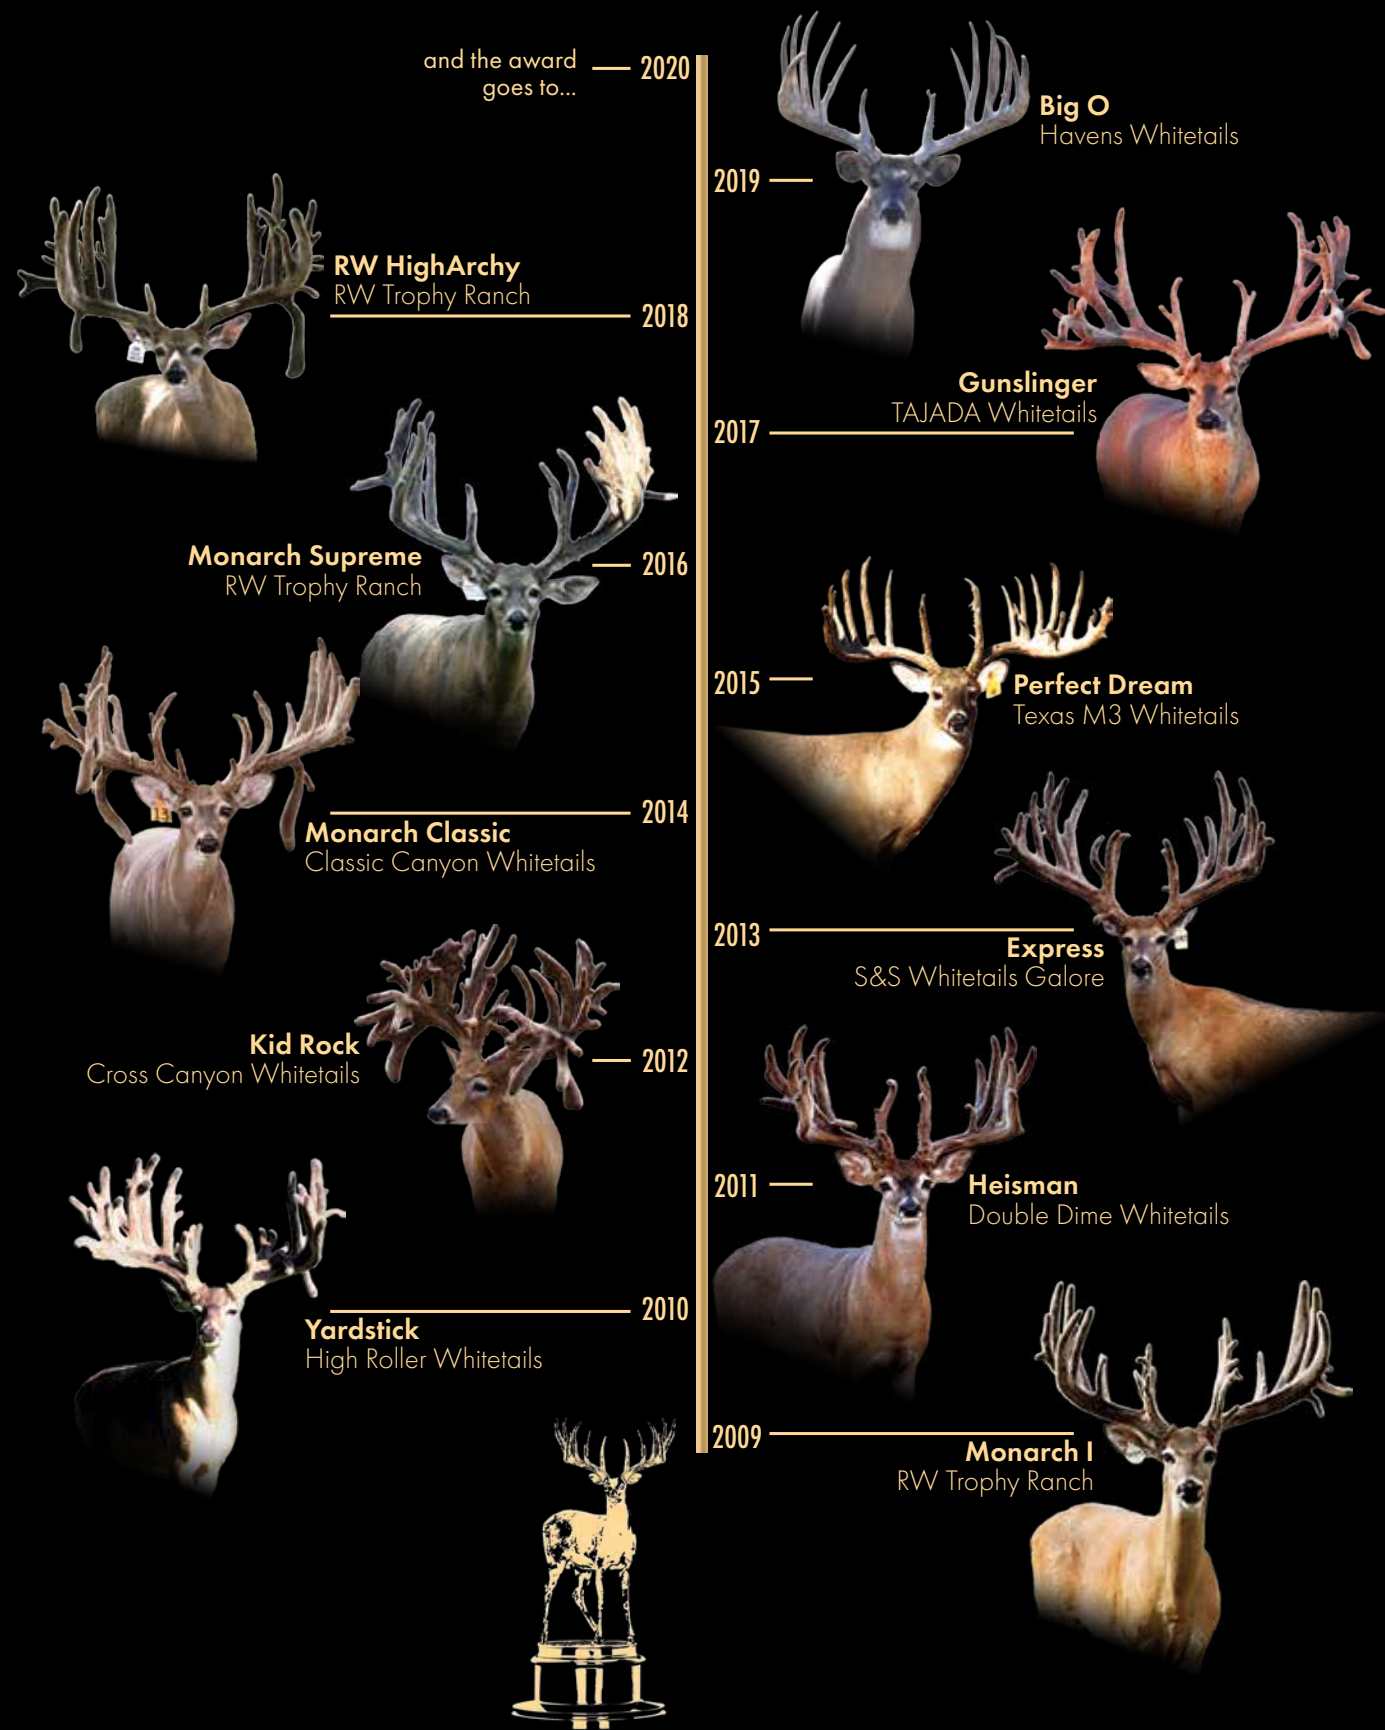 and the award
goes to...
2020
Big O
Havens Whitetails
2019
RW HighArchy
RW Trophy Ranch
2018
Gunslinger
TAJADA Whitetails
2017
Monarch Supreme
RW Trophy Ranch
2016
2015
Perfect Dream
Texas M3 Whitetails
2014
Monarch Classic
Classic Canyon Whitetails
2013
Express
S&S Whitetails Galore
Kid Rock
Cross Canyon Whitetails
2012
2011
Heisman
Double Dime Whitetails
2010
Yardstick
High Roller Whitetails
2009
Monarch I
RW Trophy Ranch